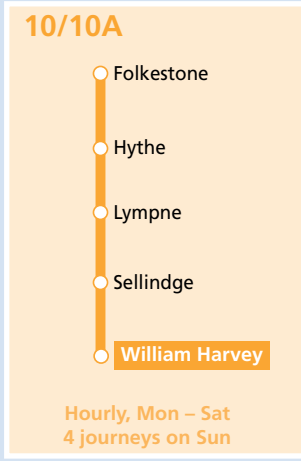 10/10A
Folkestone
Hythe
Lympne
Sellindge
William Harvey
Hourly, Mon – Sat
4 journeys on Sun